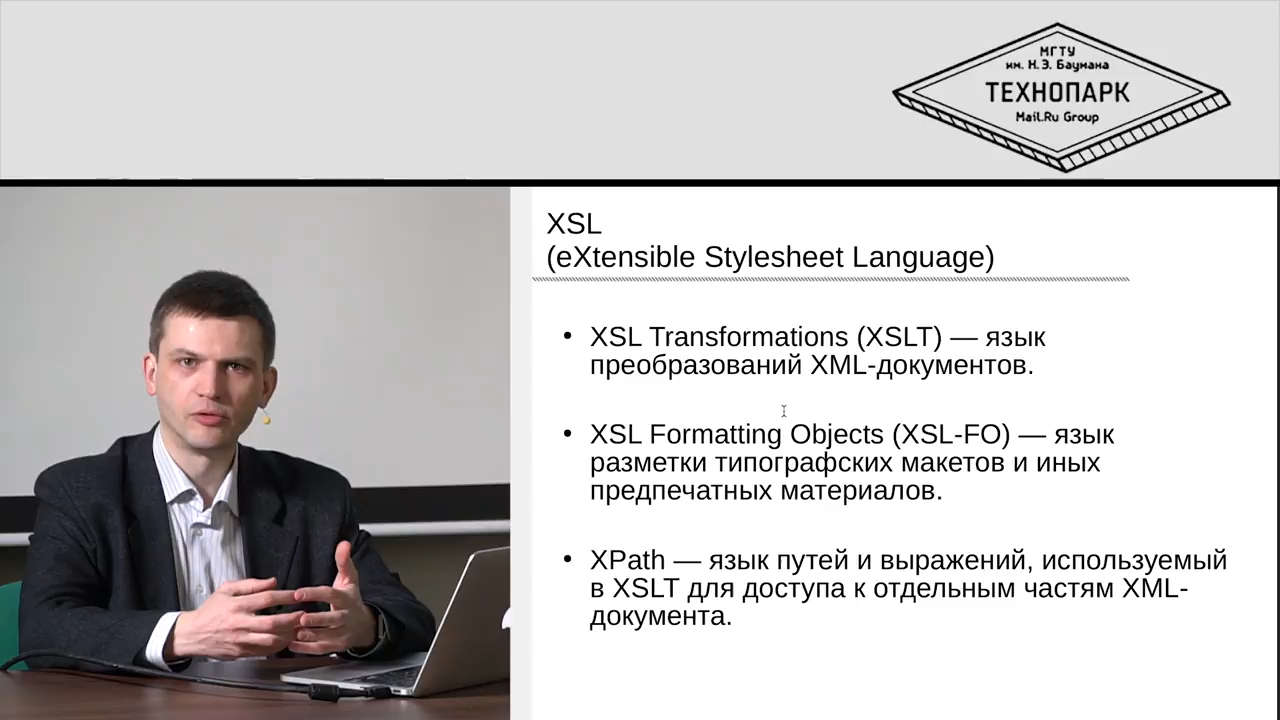 МГТУ
им. Н.Э. Баумана
ТЕХНОПАРК
Mail.Ru Group
XSL
(eXtensible Stylesheet Language)
• XSL Transformations (XSLT) — язык
преобразований XML-документов.
• XSL Formatting Objects (XSL-FO) — язык
разметки типографских макетов и иных
предпечатных материалов.
• XPath — язык путей и выражений, используемый
в XSLT для доступа к отдельным частям XML-
документа.